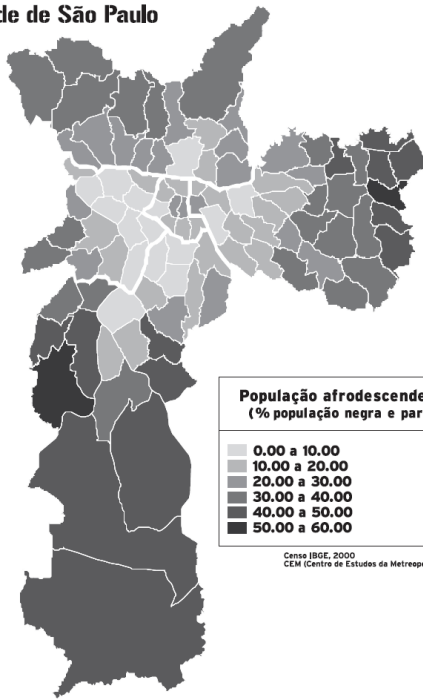 de de São Paulo
População afrodescende
(% população negra e par
0.00 a 10.00
10.00 a 20.00
20.00 a 30.00
30.00 a 40.00
40.00 a 50.00
50.00 a 60.00
Censo IBGE, 2000
CEM (Centro de Estudos da Metreopo